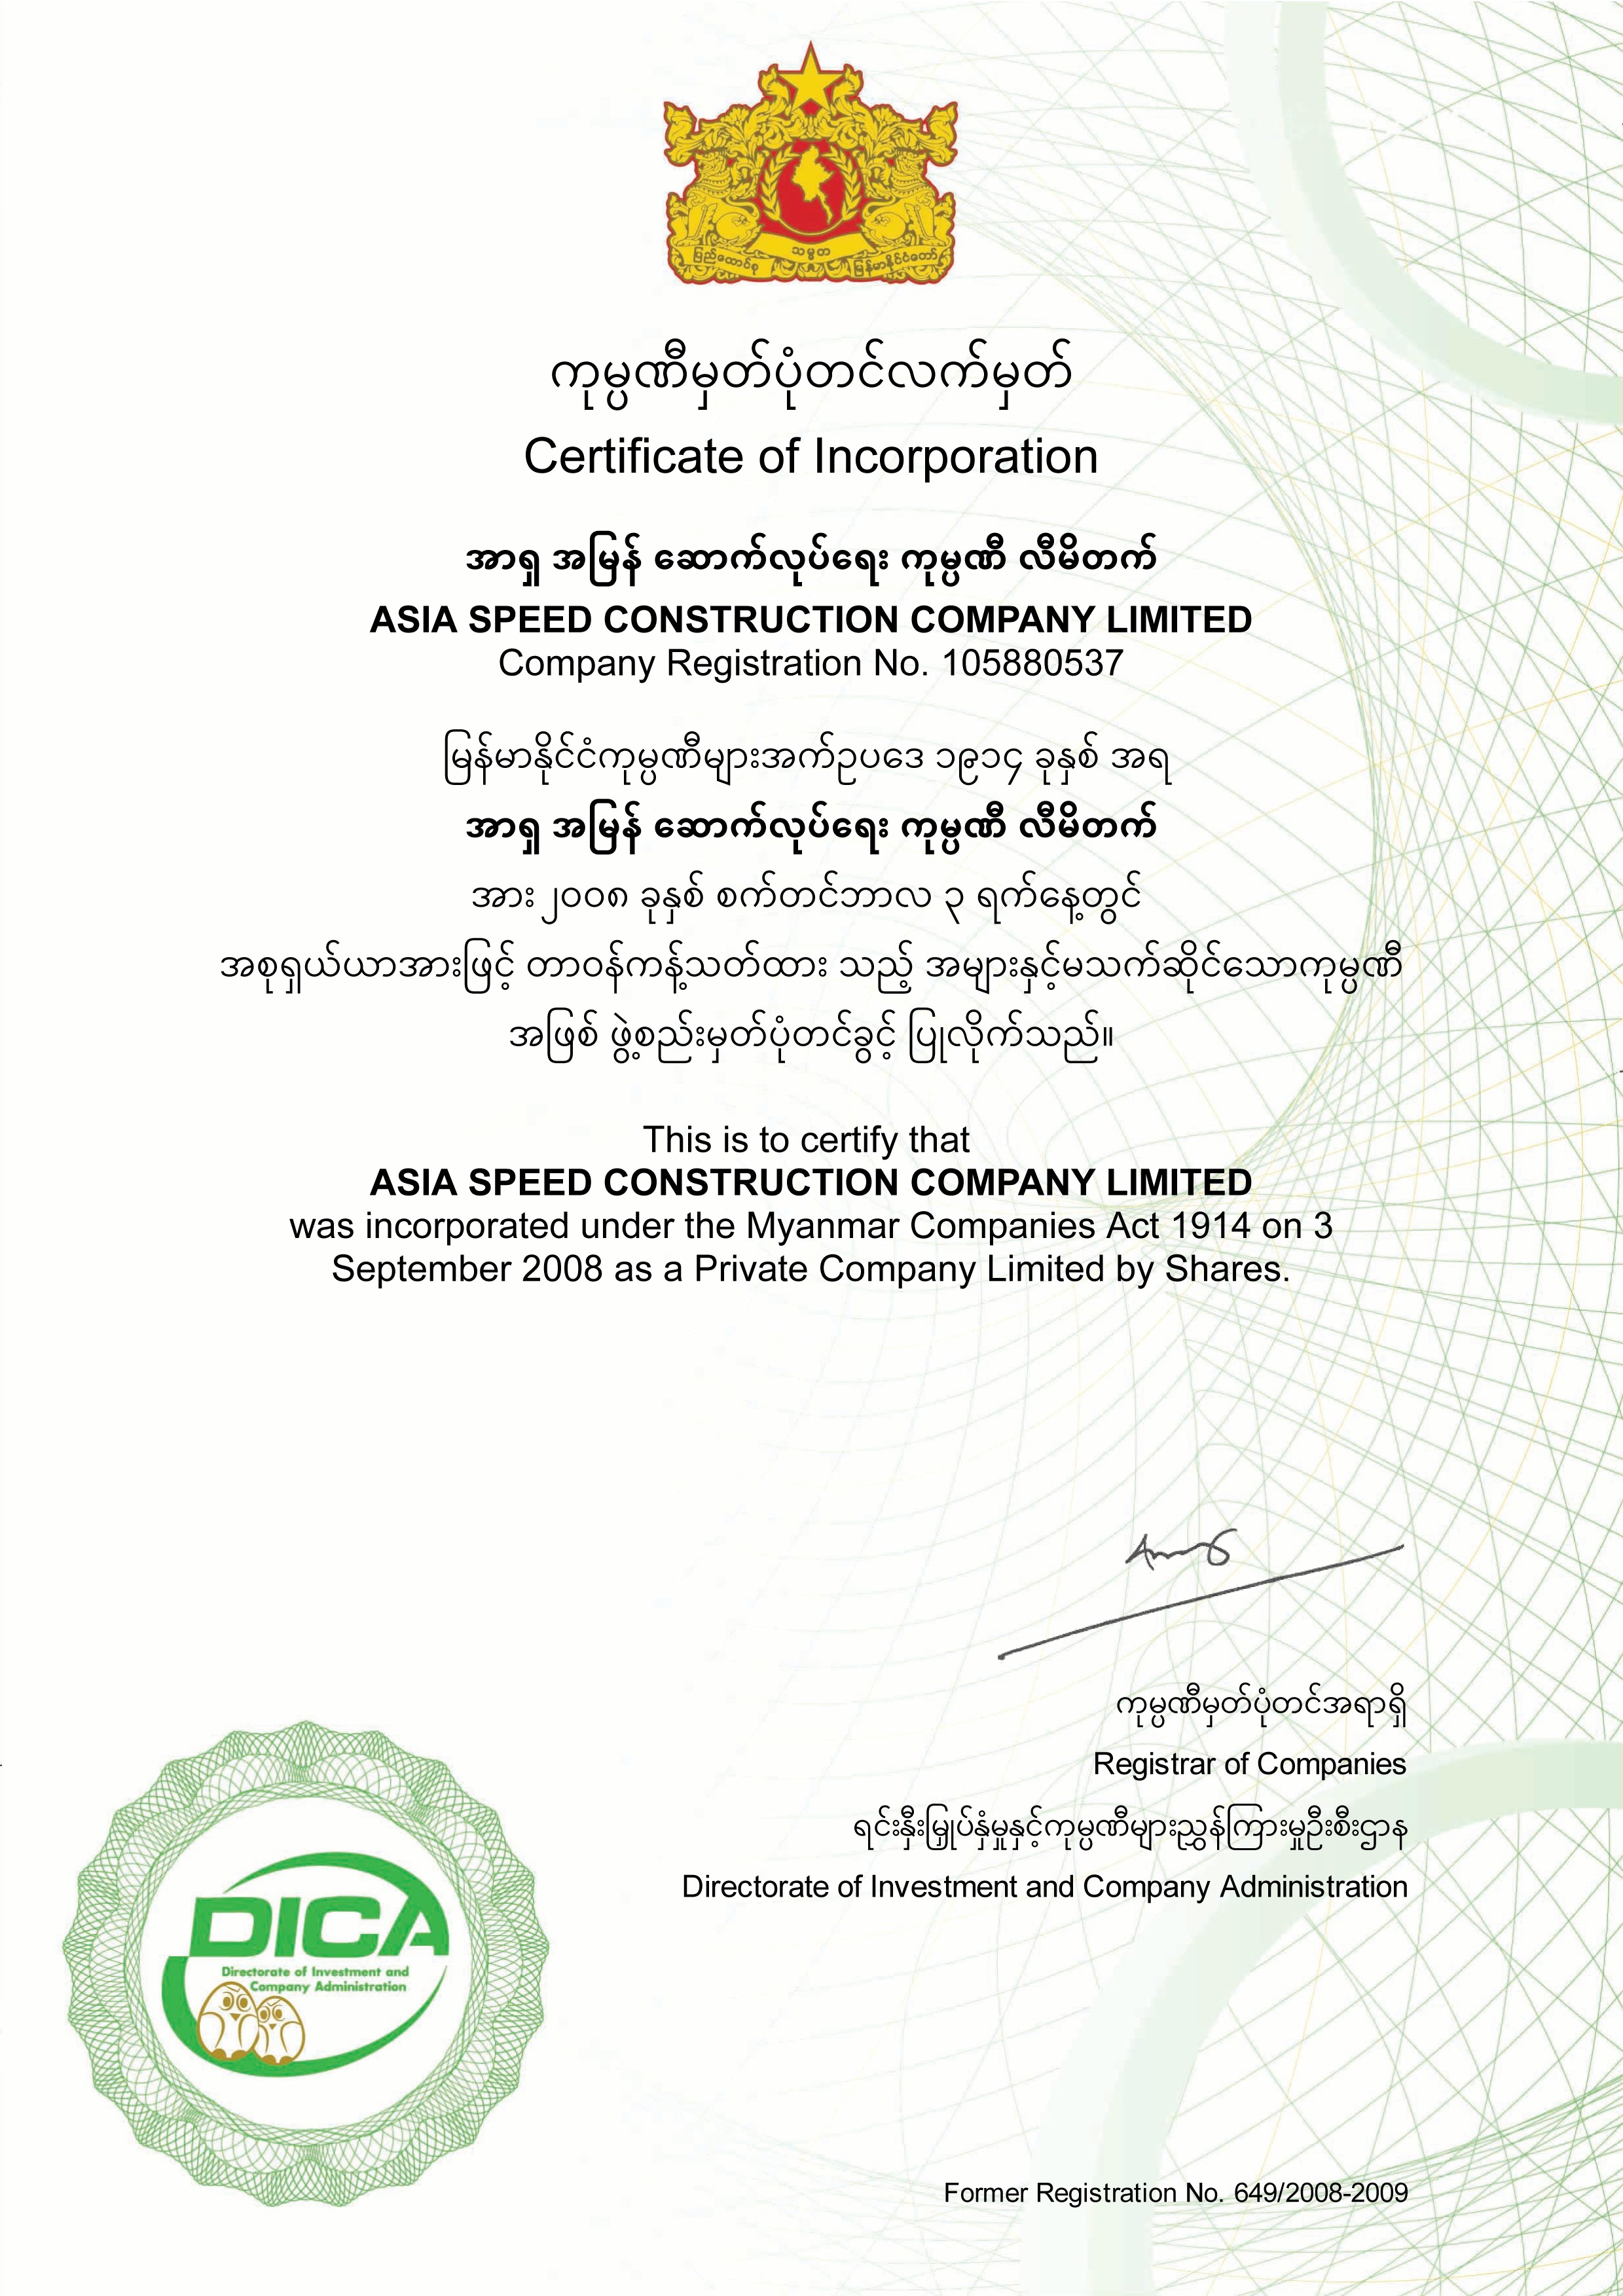 ပြည်ထောင်စု သမ္မတ မြန်မာနိုင်ငံတော်
ကုမ္ပဏီမှတ်ပုံတင်လက်မှတ်
Certificate of Incorporation
အာရှ အမြန် ဆောက်လုပ်ရေး ကုမ္ပဏီ လီမိတက်
ASIA SPEED CONSTRUCTION COMPANY LIMITED
Company Registration No. 105880537
မြန်မာနိုင်ငံကုမ္ပဏီများအက်ဥပဒေ ၁၉၁၄ ခုနှစ် အရ
အာရှ အမြန် ဆောက်လုပ်ရေး ကုမ္ပဏီ လီမိတက်
အား ၂၀၀၈ ခုနှစ် စက်တင်ဘာလ ၃ ရက်နေ့တွင်
အစုရှယ်ယာအားဖြင့် တာဝန်ကန့်သတ်ထား သည့် အများနှင့်မသက်ဆိုင်သောကုမ္ပဏီ
အဖြစ် ဖွဲ့စည်းမှတ်ပုံတင်ခွင့် ပြုလိုက်သည်။
This is to certify that
ASIA SPEED CONSTRUCTION COMPANY LIMITED
was incorporated under the Myanmar Companies Act 1914 on 3
September 2008 as a Private Company Limited by Shares.
ကုမ္ပဏီမှတ်ပုံတင်အရာရှိ
Registrar of Companies
ရင်းနှီးမြှုပ်နှံမှုနှင့်ကုမ္ပဏီများညွှန်ကြားမှုဦးစီးဌာန
Directorate of Investment and Company Administration
DICA
Directorate of Investment and
Company Administration
Former Registration No. 649/2008-2009